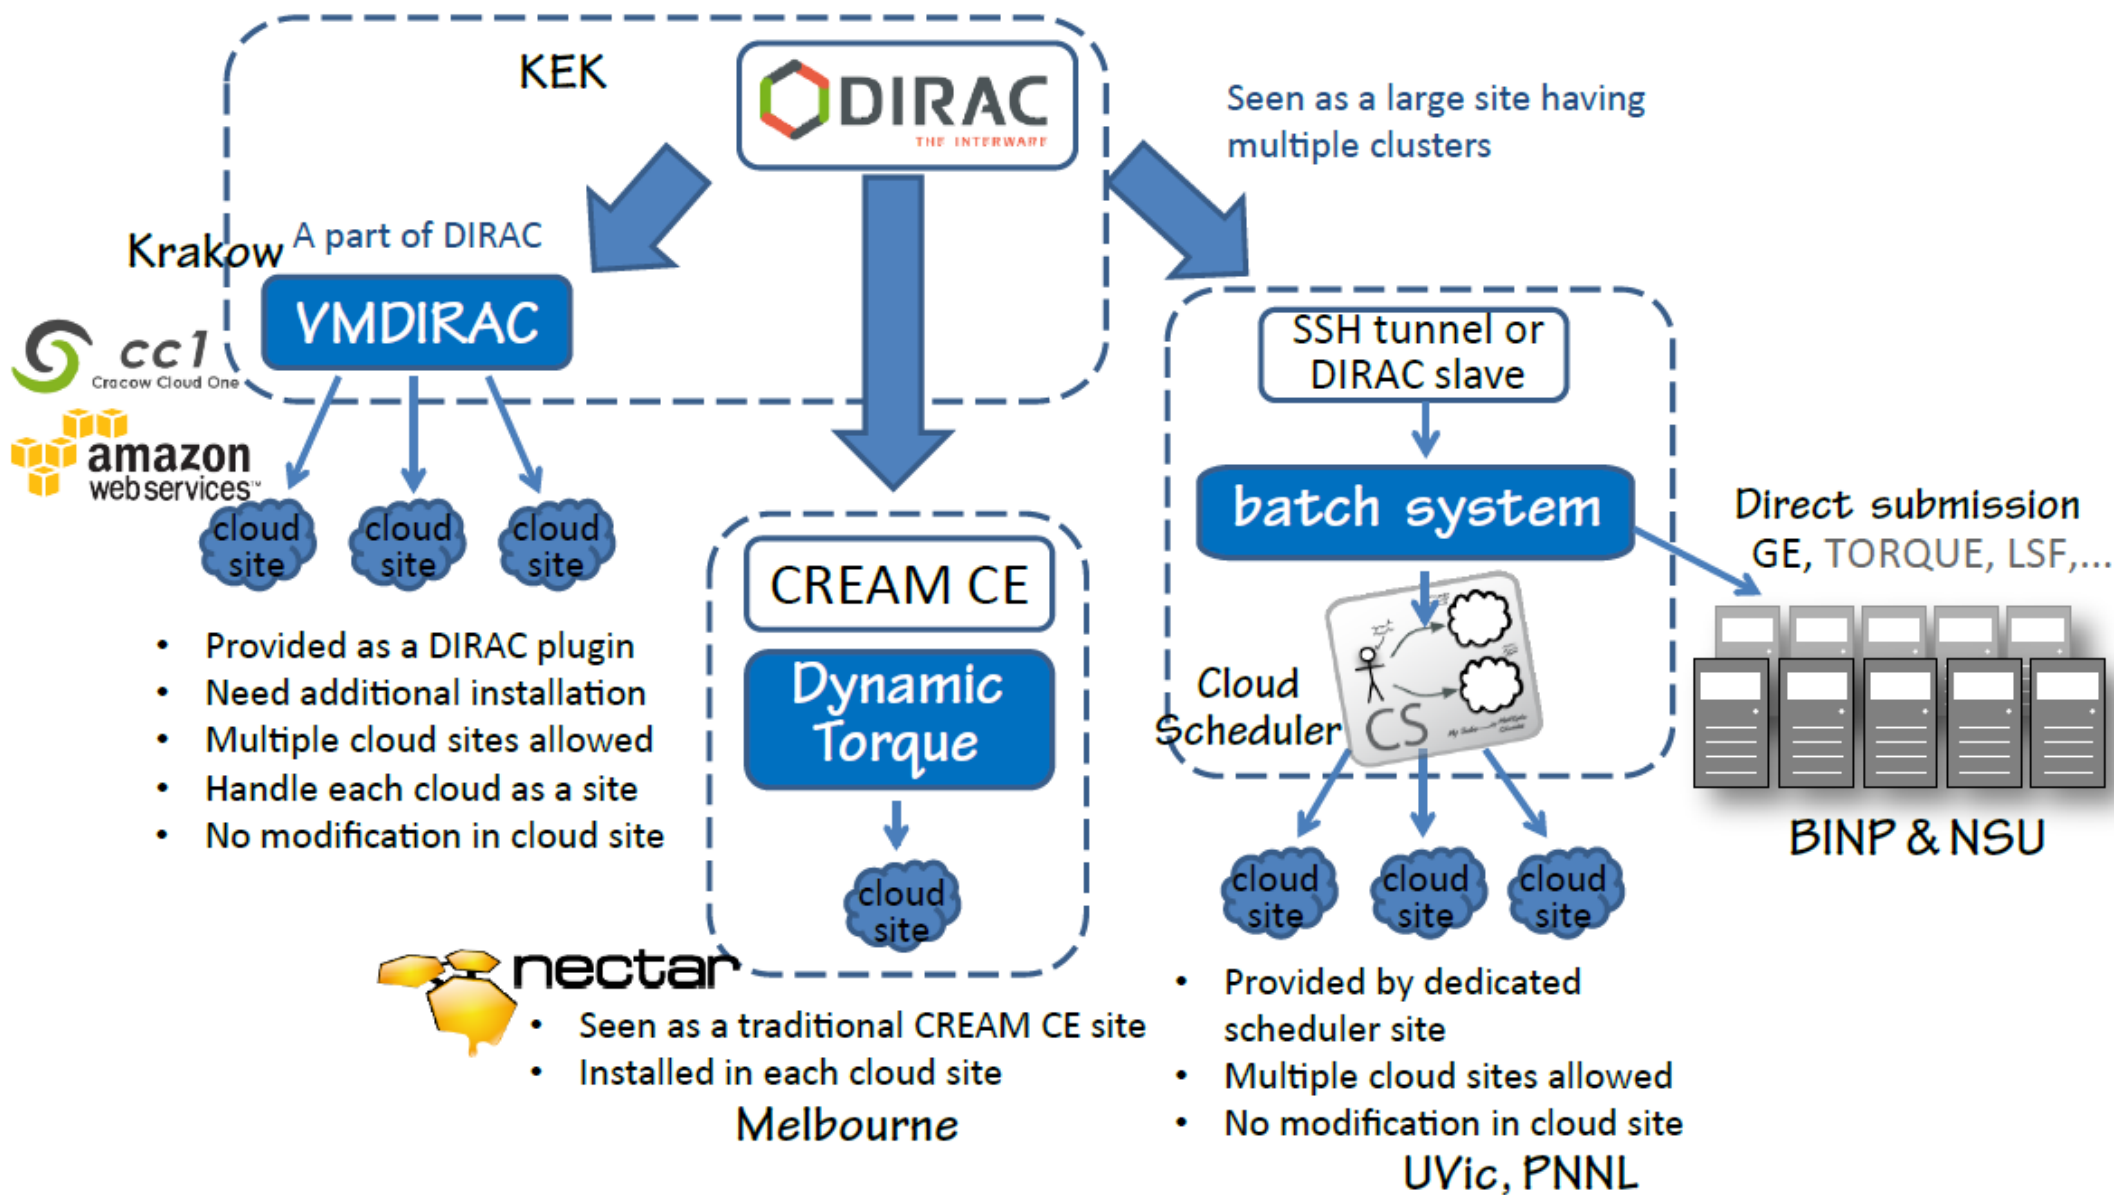 KEK
DIRAC
THE INTERWARE
Seen as a large site having
multiple clusters
Krakow
A part of DIRAC
VMDIRAC
cc1
Cracow Cloud One
amazon
webservices™
cloud
site
cloud
site
cloud
site
• Provided as a DIRAC plugin
• Need additional installation
• Multiple cloud sites allowed
• Handle each cloud as a site
• No modification in cloud site
CREAM CE
Dynamic
Torque
cloud
site
nectar
• Seen as a traditional CREAM CE site
• Installed in each cloud site
Melbourne
SSH tunnel or
DIRAC slave
batch system
Cloud
Scheduler
CS
cloud
site
cloud
site
cloud
site
• Provided by dedicated
scheduler site
• Multiple cloud sites allowed
• No modification in cloud site
UVic, PNNL
Direct submission
GE, TORQUE, LSF,...
BINP & NSU